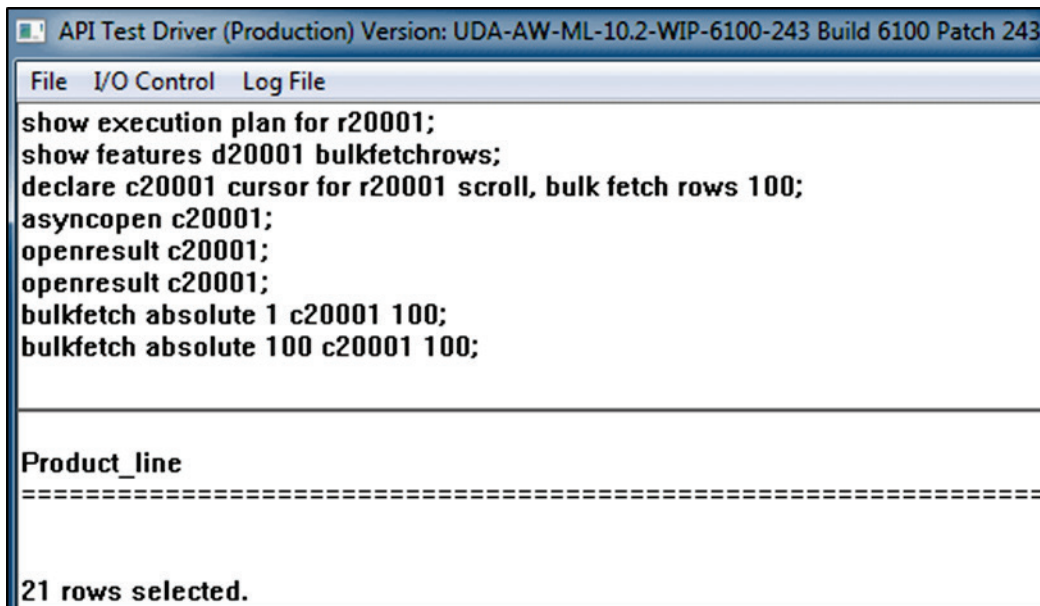 API Test Driver (Production) Version: UDA-AW-ML-10.2-WIP-6100-243 Build 6100 Patch 243
File I/O Control Log File
show execution plan for r20001;
show features d20001 bulkfetchrows;
declare c20001 cursor for r20001 scroll, bulk fetch rows 100;
asyncopen c20001;
openresult c20001;
openresult c20001;
bulkfetch absolute 1 c20001 100;
bulkfetch absolute 100 c20001 100;
Product_line
================================================================
21 rows selected.